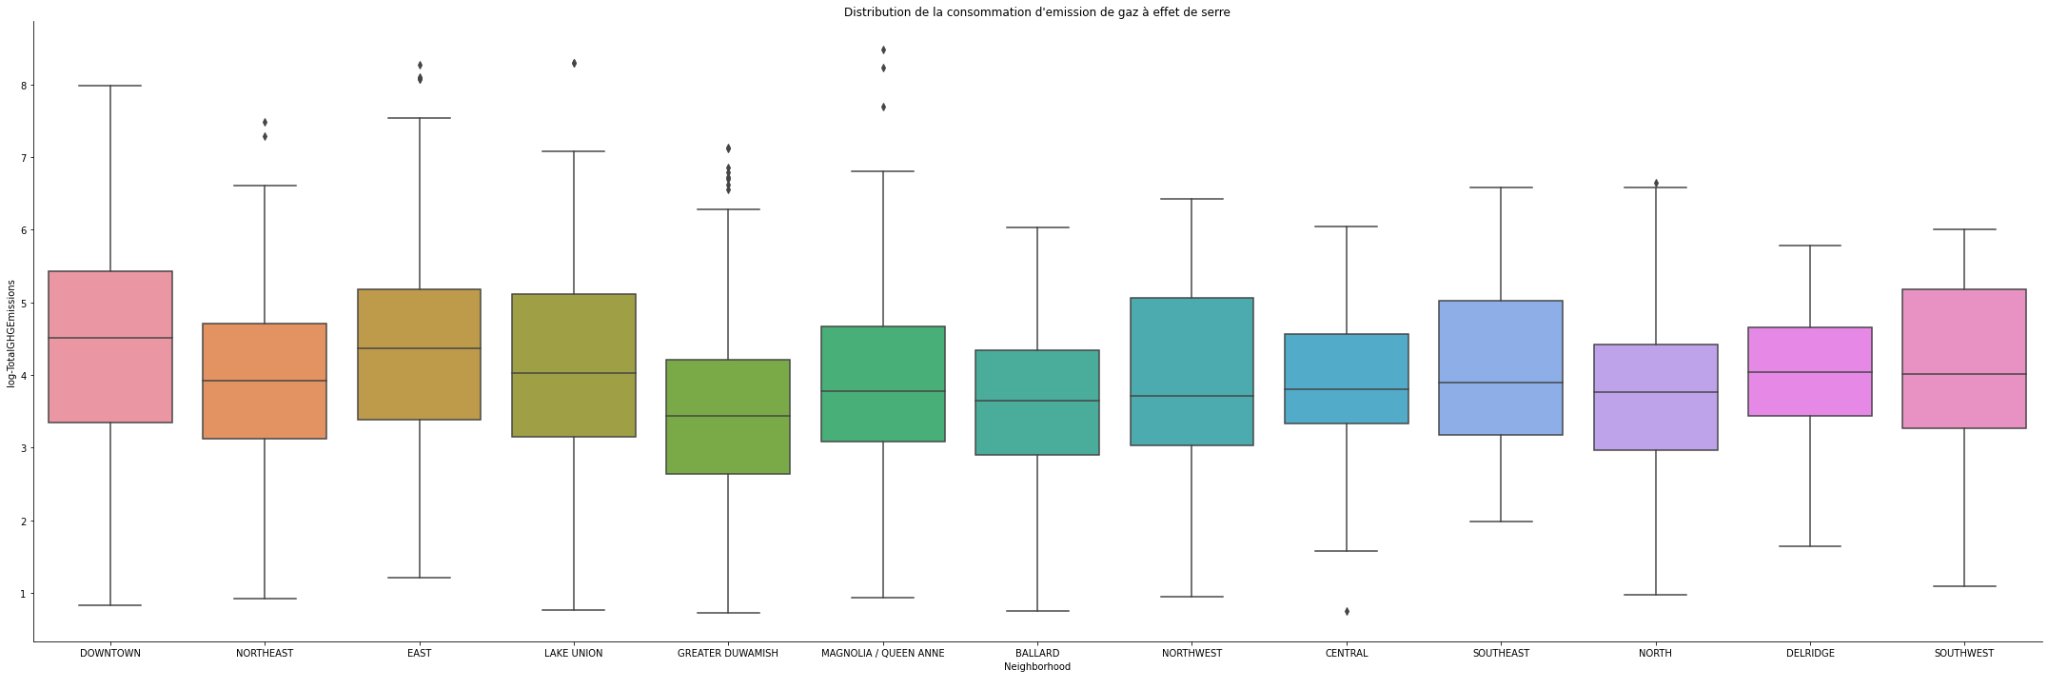 Distribution de la consommation d'emission de gaz à effet de serre
log-TotalGHGEmissions
8
7
6
5
4
3
2
1
DOWNTOWN NORTHEAST EAST LAKE UNION GREATER DUWAMISH MAGNOLIA / QUEEN ANNE BALLARD NORTHWEST CENTRAL SOUTHEAST NORTH DELRIDGE SOUTHWEST
Neighborhood